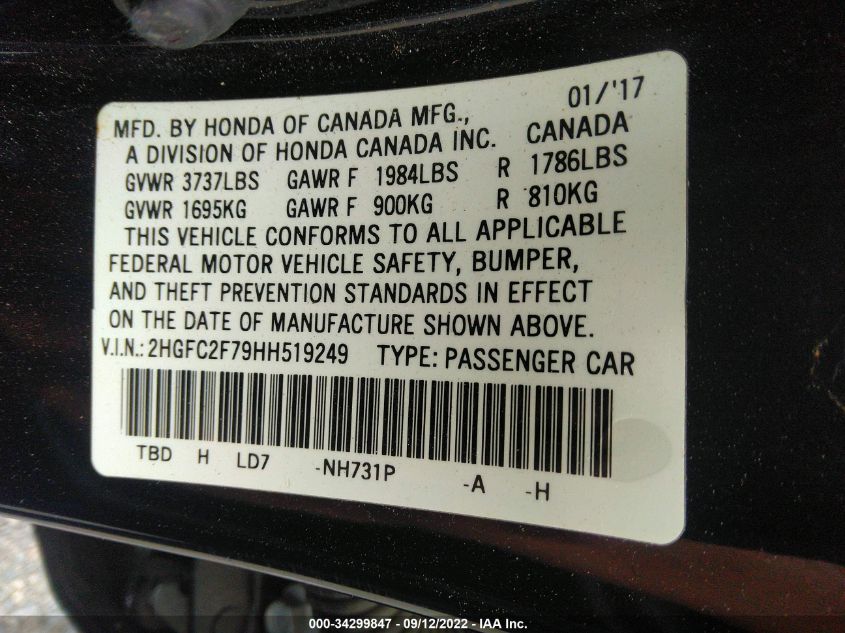 01/'17
MFD. BY HONDA OF CANADA MFG.,
A DIVISION OF HONDA CANADA INC. CANADA
GVWR 3737LBS GAWR F 1984LBS R 1786LBS
GVWR 1695KG GAWR F 900KG R 810KG
THIS VEHICLE CONFORMS TO ALL APPLICABLE
FEDERAL MOTOR VEHICLE SAFETY, BUMPER,
AND THEFT PREVENTION STANDARDS IN EFFECT
ON THE DATE OF MANUFACTURE SHOWN ABOVE.
V.I.N.: 2HGFC2F79HH519249 TYPE: PASSENGER CAR
TBD H LD7 -NH731P -A -H
000-34299847 - 09/12/2022 - IAA Inc.